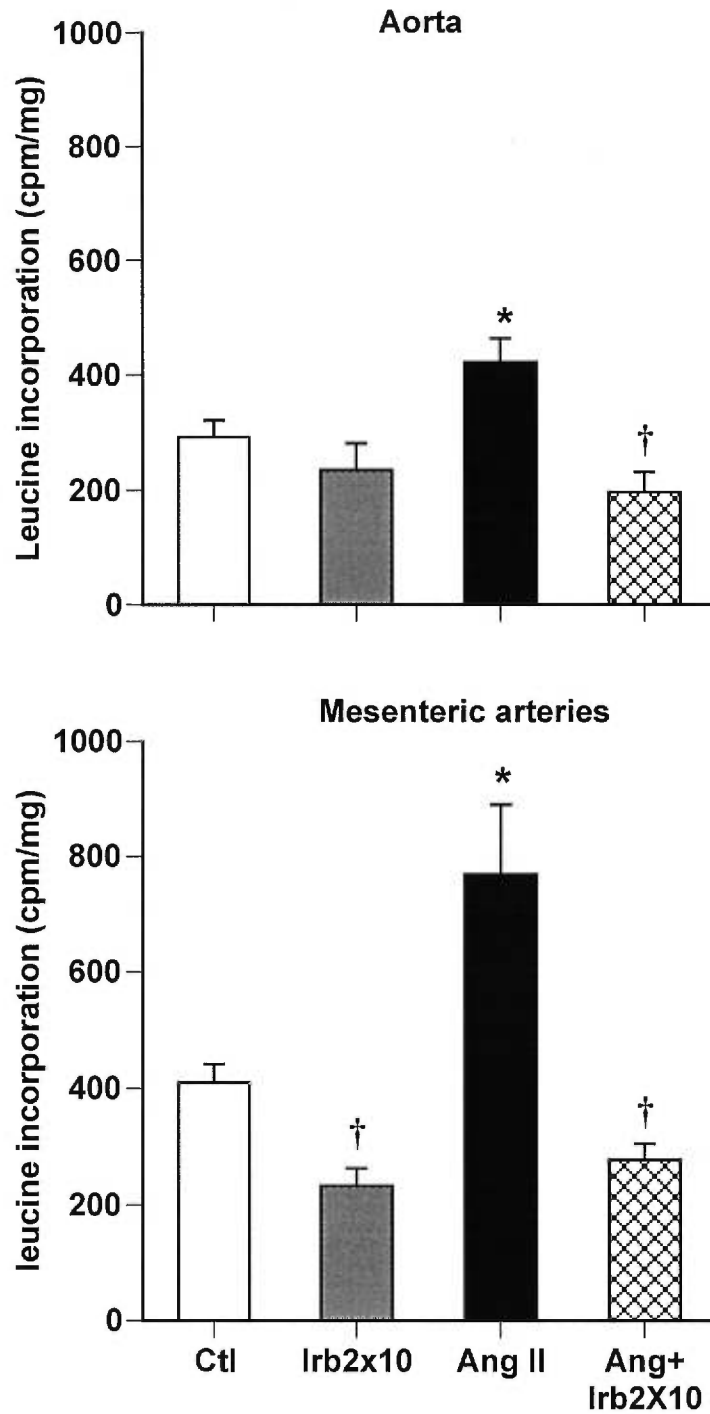 Aorta
Leucine incorporation (cpm/mg)
1000
800
600
400
200
0
*
†
Mesenteric arteries
leucine incorporation (cpm/mg)
1000
800
600
400
200
0
†
*
†
Ctl Irb2x10 Ang II Ang+
Irb2X10